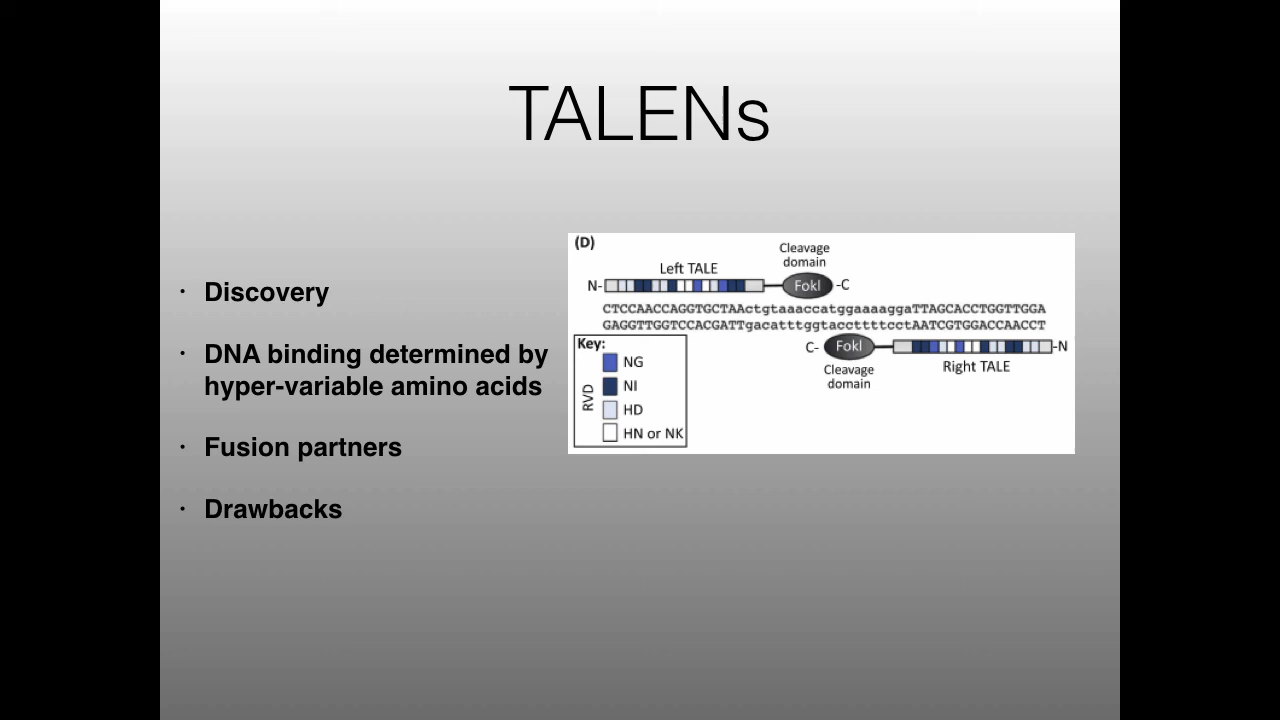 TALENs
• Discovery
• DNA binding determined by
hyper-variable amino acids
• Fusion partners
• Drawbacks
(D)
Cleavage
domain
Left TALE
N-
FokI
-C
CTCCAACCAGGTGCTAActgtaaaccatggaaaaggaTTAGCACCTGGTTGGA
GAGGTTGGTCCACGATTgacatttggtaccttttcctAATCGTGGACCAACCT
C-
FokI
-N
Cleavage
domain
Right TALE
Key:
RVD
NG
NI
HD
HN or NK